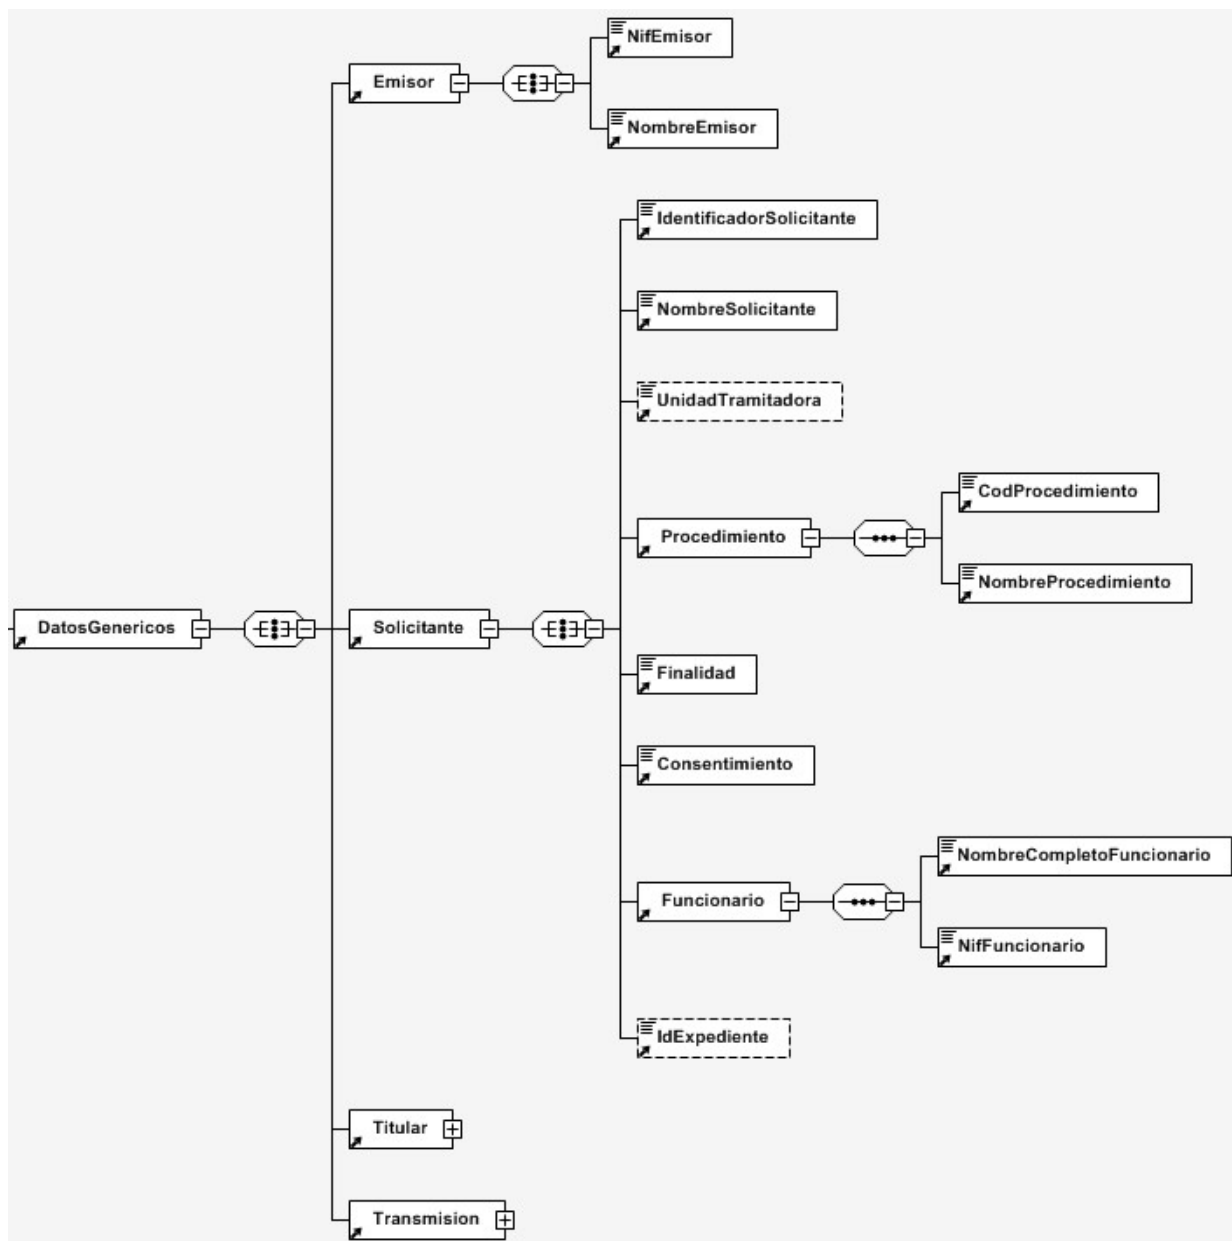 NifEmisor
Emisor
NombreEmisor
IdentificadorSolicitante
NombreSolicitante
UnidadTramitadora
CodProcedimiento
Procedimiento
NombreProcedimiento
DatosGenericos
Solicitante
Finalidad
Consentimiento
NombreCompletoFuncionario
Funcionario
NifFuncionario
IdExpediente
Titular
Transmision